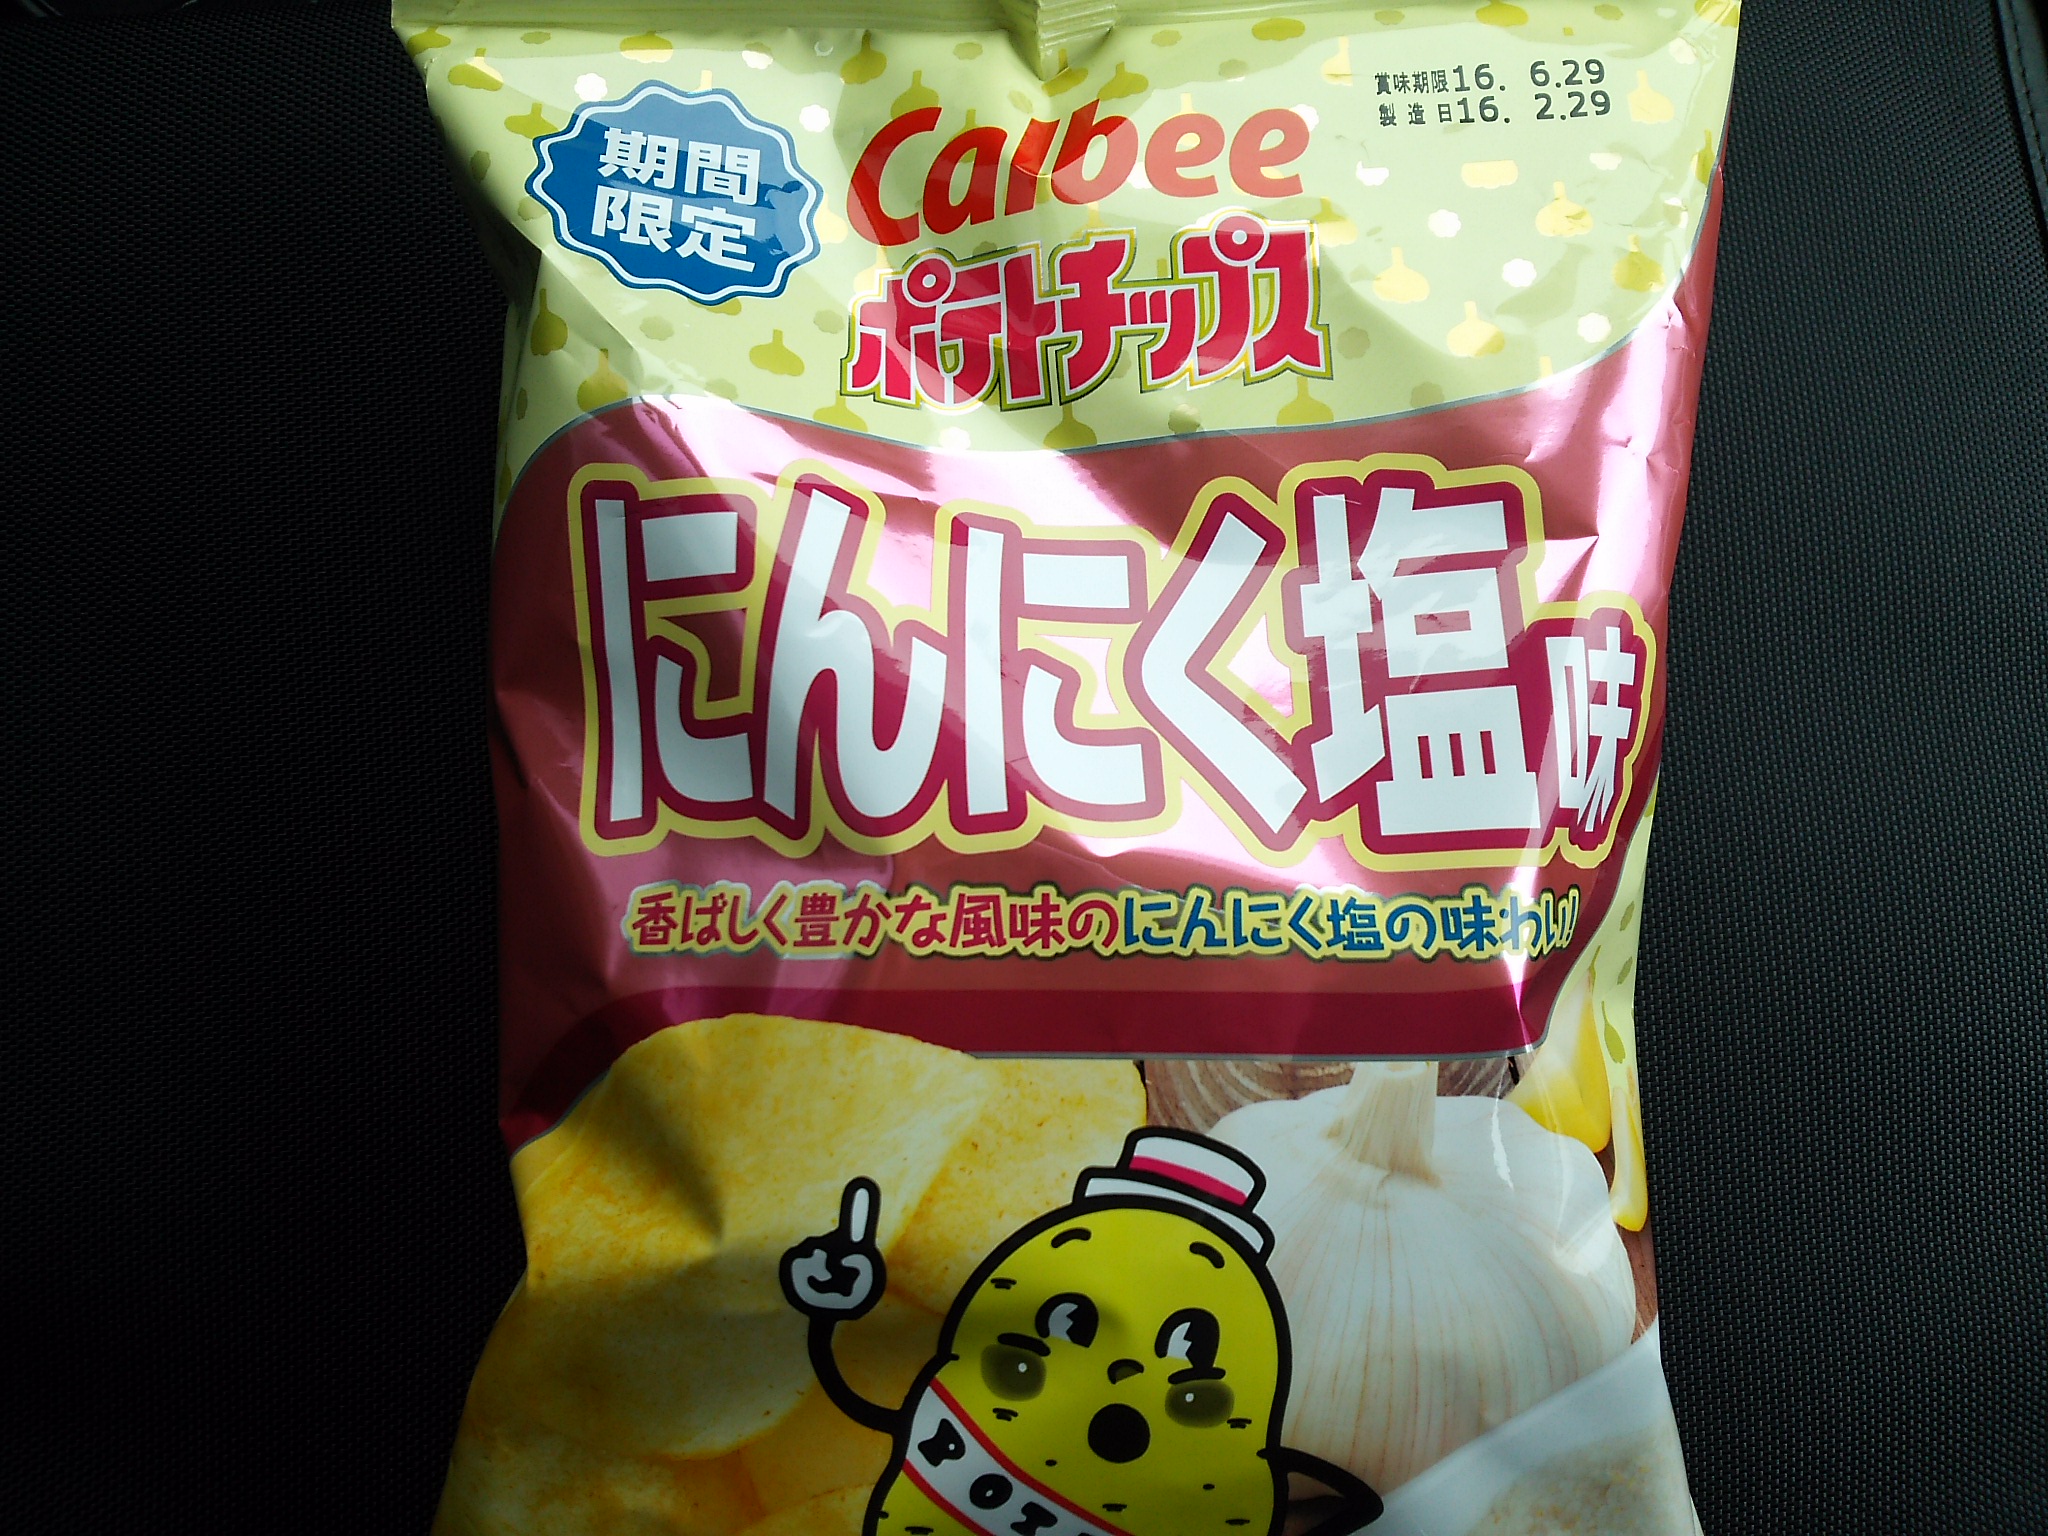 賞味期限16. 6.29
製造日16. 2.29
期間
限定
Calbee
ポテトチップス
にんにく塩味
香ばしく豊かな風味のにんにく塩の味わい!